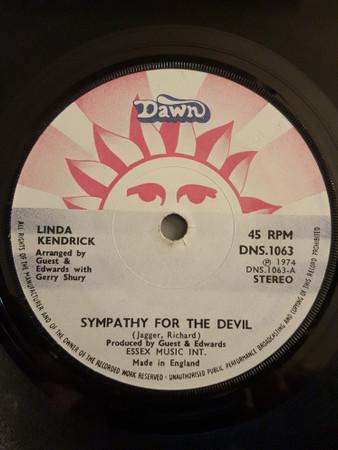 Dawn
LINDA
KENDRICK
Arranged by
Guest &
Edwards with
Gerry Shury
45 RPM
DNS.1063
℗ 1974
DNS.1063-A
STEREO
SYMPATHY FOR THE DEVIL
(Jagger, Richard)
Produced by Guest & Edwards
ESSEX MUSIC INT.
Made in England
ALL RIGHTS OF THE MANUFACTURER AND OF THE OWNER OF THE RECORDED WORK RESERVED - UNAUTHORISED PUBLIC PERFORMANCE BROADCASTING AND COPYING OF THIS RECORD PROHIBITED